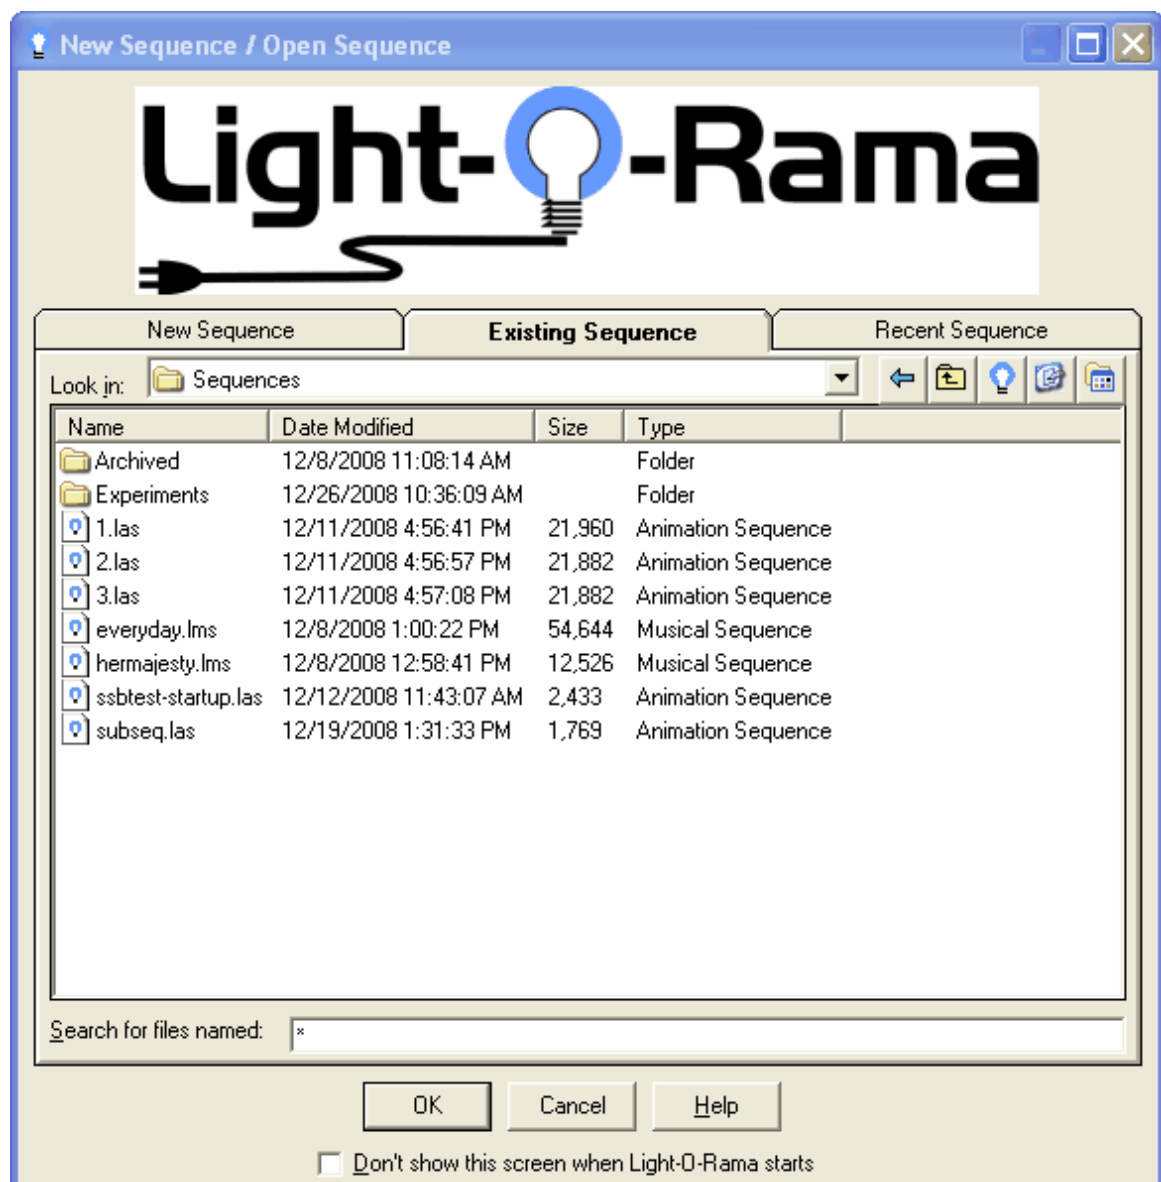 New Sequence / Open Sequence
Light-O-Rama
New Sequence Existing Sequence Recent Sequence
Look in: Sequences
Name Date Modified Size Type
Archived 12/8/2008 11:08:14 AM Folder
Experiments 12/26/2008 10:36:09 AM Folder
1.las 12/11/2008 4:56:41 PM 21,960 Animation Sequence
2.las 12/11/2008 4:56:57 PM 21,882 Animation Sequence
3.las 12/11/2008 4:57:08 PM 21,882 Animation Sequence
everyday.lms 12/8/2008 1:00:22 PM 54,644 Musical Sequence
hermajesty.lms 12/8/2008 12:58:41 PM 12,526 Musical Sequence
ssbtest-startup.las 12/12/2008 11:43:07 AM 2,433 Animation Sequence
subseq.las 12/19/2008 1:31:33 PM 1,769 Animation Sequence
Search for files named: *
OK Cancel Help
Don't show this screen when Light-O-Rama starts